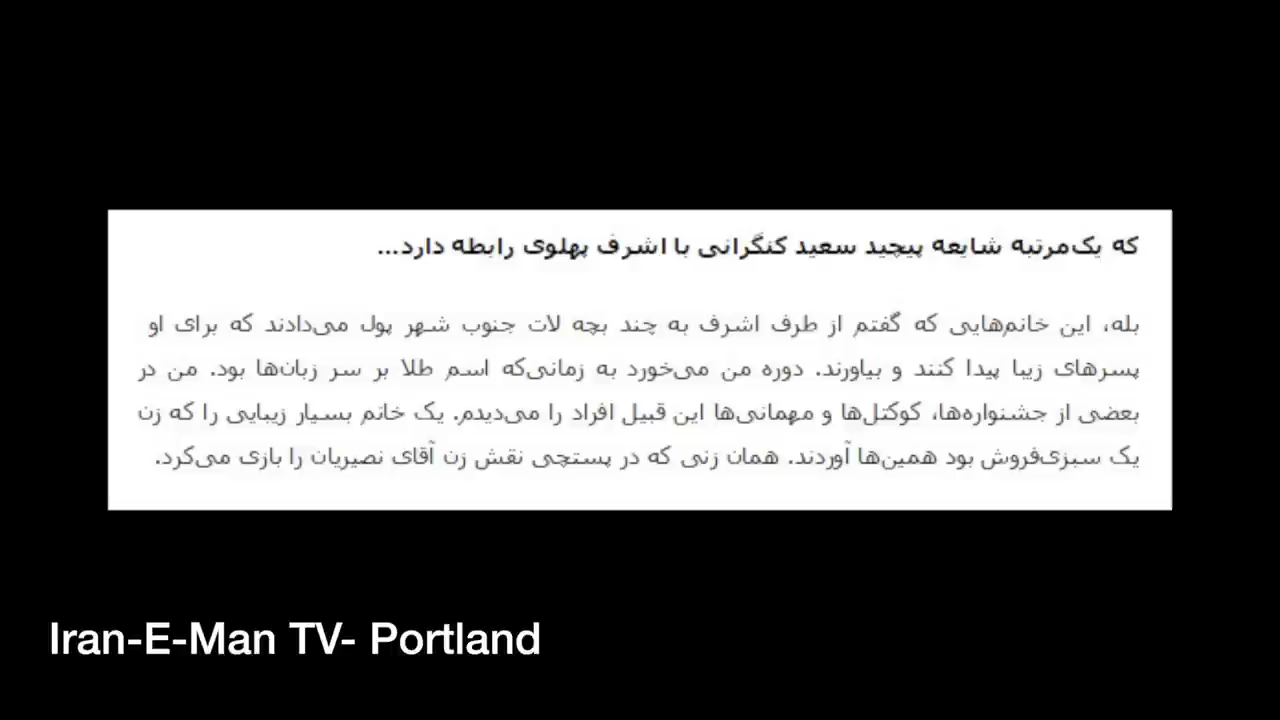 که یک‌مرتبه شایعه پیچید سعید کنگرانی با اشرف پهلوی رابطه دارد...
بله، این خانم‌هایی که گفتم از طرف اشرف به چند بچه لات جنوب شهر پول می‌دادند که برای او
پسرهای زیبا پیدا کنند و بیاورند. دوره من می‌خورد به زمانی‌که اسم طلا بر سر زبان‌ها بود. من در
بعضی از جشنواره‌ها، کوکتل‌ها و مهمانی‌ها این قبیل افراد را می‌دیدم. یک خانم بسیار زیبایی را که زن
یک سبزی‌فروش بود همین‌ها آوردند. همان زنی که در پستچی نقش زن آقای نصیریان را بازی می‌کرد.
Iran-E-Man TV- Portland